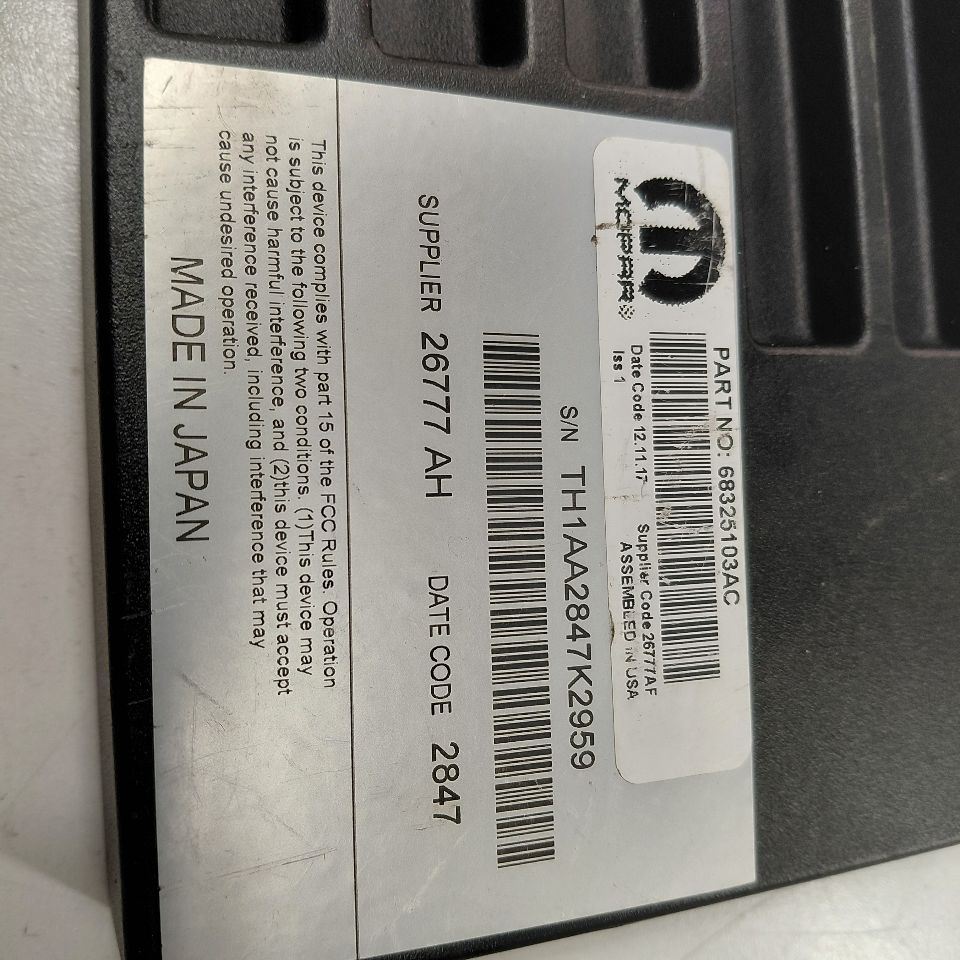 PART NO: 68325103AC
MOPAR®
Date Code 12.11.17 Supplier Code 26777AF
Iss 1 ASSEMBLED IN USA
S/N TH1AA2847K2959
SUPPLIER 26777 AH DATE CODE 2847
This device complies with part 15 of the FCC Rules. Operation
is subject to the following two conditions. (1)This device may
not cause harmful interference, and (2)this device must accept
any interference received, including interference that may
cause undesired operation.
MADE IN JAPAN